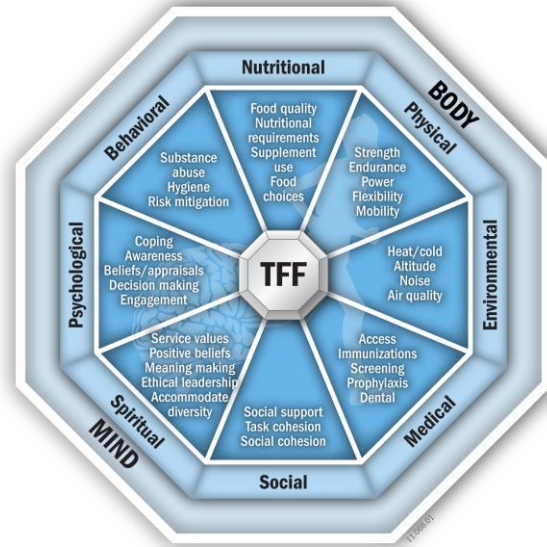 Nutritional
Food quality
Nutritional
requirements
Supplement
use
Food
choices
BODY
Physical
Strength
Endurance
Power
Flexibility
Mobility
Environmental
Heat/cold
Altitude
Noise
Air quality
Medical
Access
Immunizations
Screening
Prophylaxis
Dental
Social
Social support
Task cohesion
Social cohesion
MIND
Spiritual
Service values
Positive beliefs
Meaning making
Ethical leadership
Accommodate
diversity
Psychological
Coping
Awareness
Beliefs/appraisals
Decision making
Engagement
Behavioral
Substance
abuse
Hygiene
Risk mitigation
TFF
11.068.01